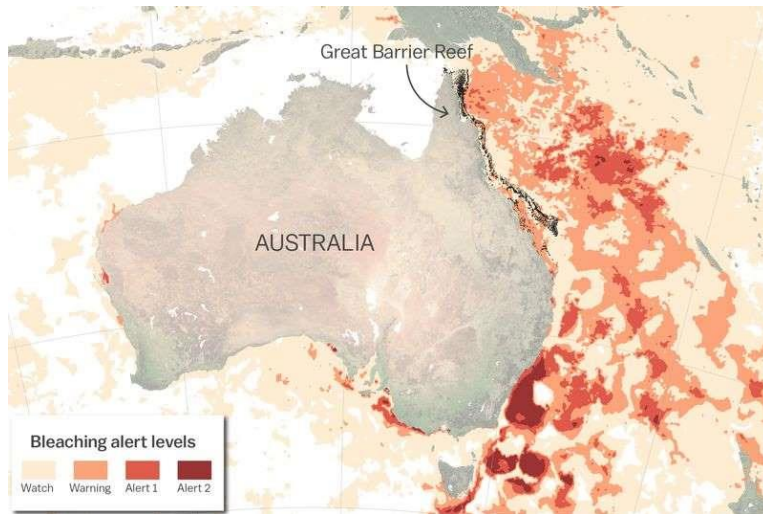 Great Barrier Reef
AUSTRALIA
Bleaching alert levels
Watch Warning Alert 1 Alert 2